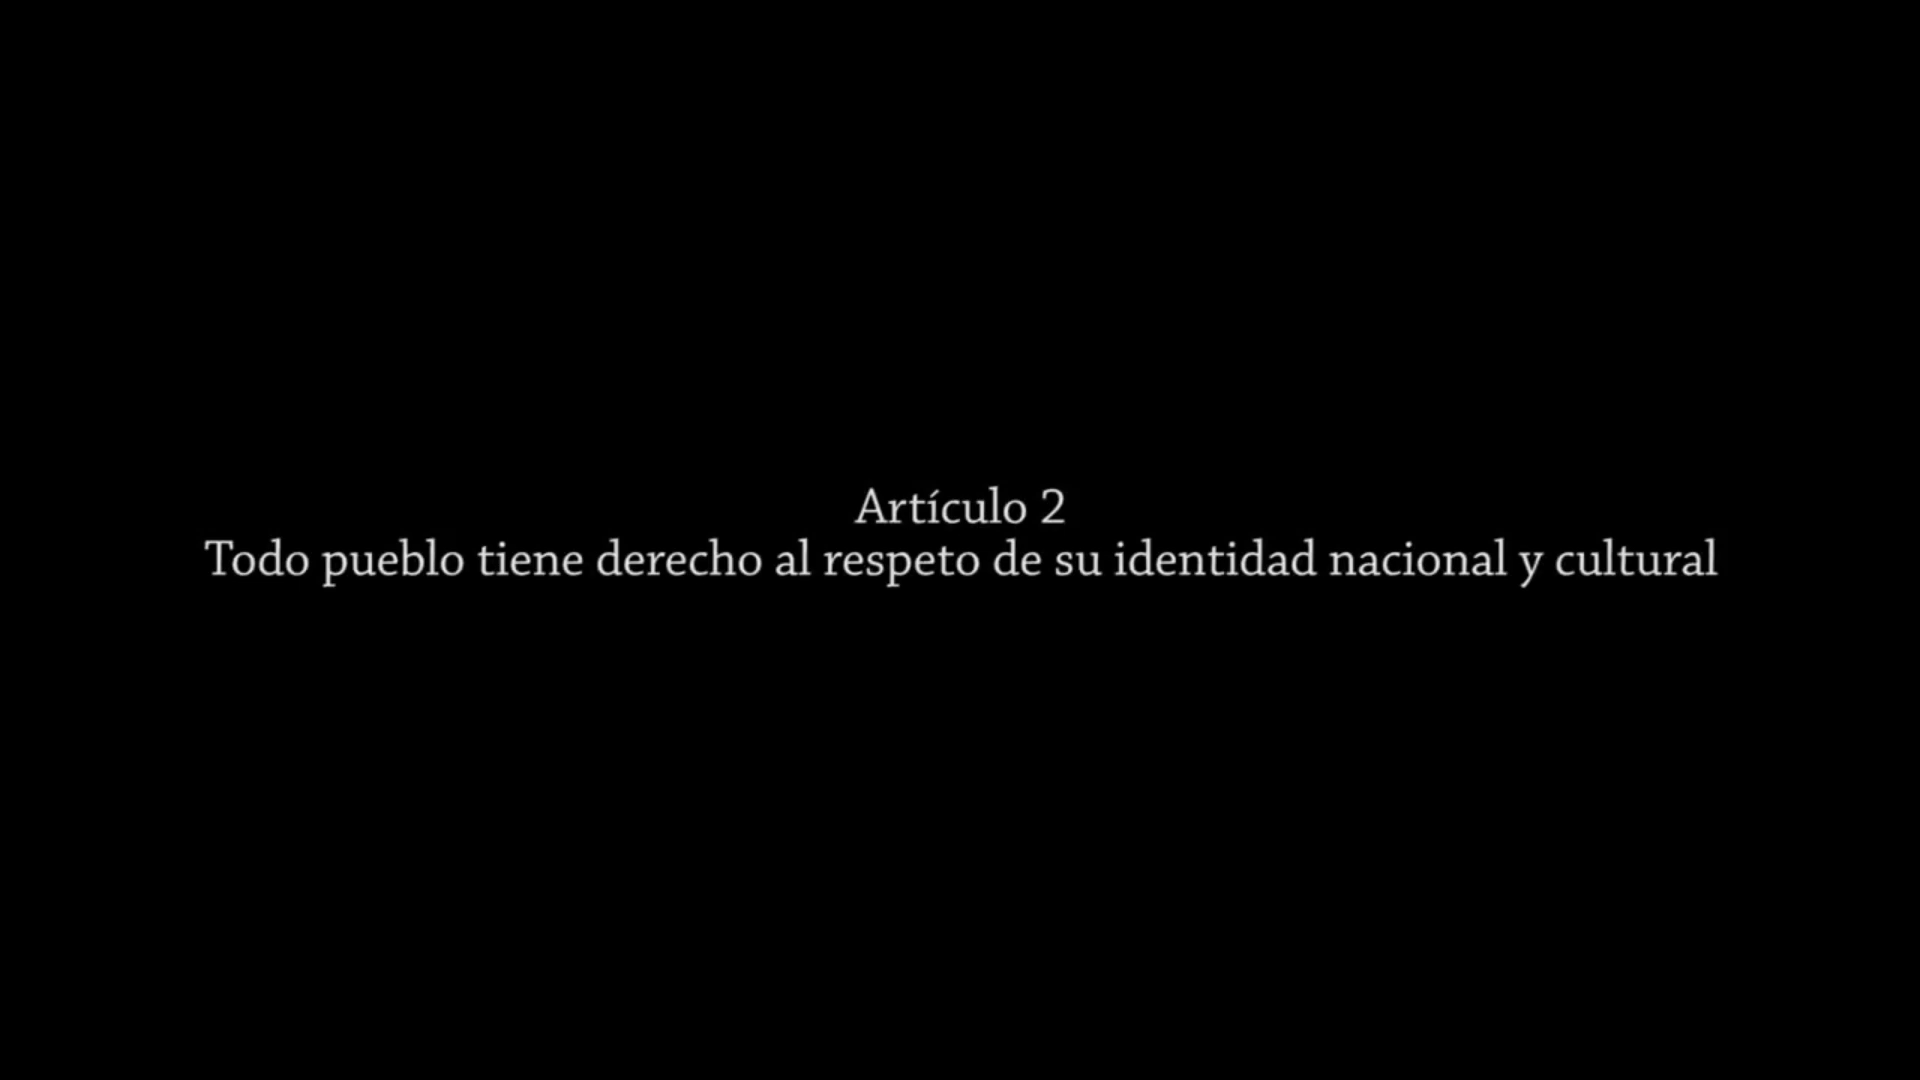 Artículo 2
Todo pueblo tiene derecho al respeto de su identidad nacional y cultural